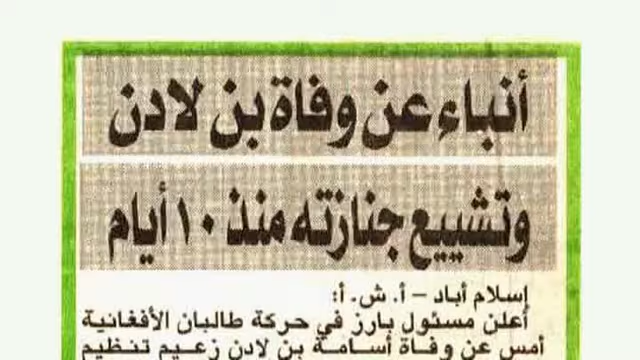 أنباء عن وفاة بن لادن
وتشييع جنازته منذ ١٠ أيام
إسلام أباد – أ. ش. أ:
أعلن مسئول بارز في حركة طالبان الأفغانية
أمس عن وفاة أسامة بن لادن زعيم تنظيم